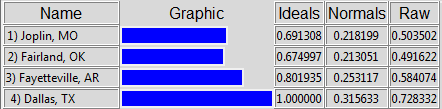 Name Graphic Ideals Normals Raw
1) Joplin, MO 0.691308 0.218199 0.503502
2) Fairland, OK 0.674997 0.213051 0.491622
3) Fayetteville, AR 0.801935 0.253117 0.584074
4) Dallas, TX 1.000000 0.315633 0.728332